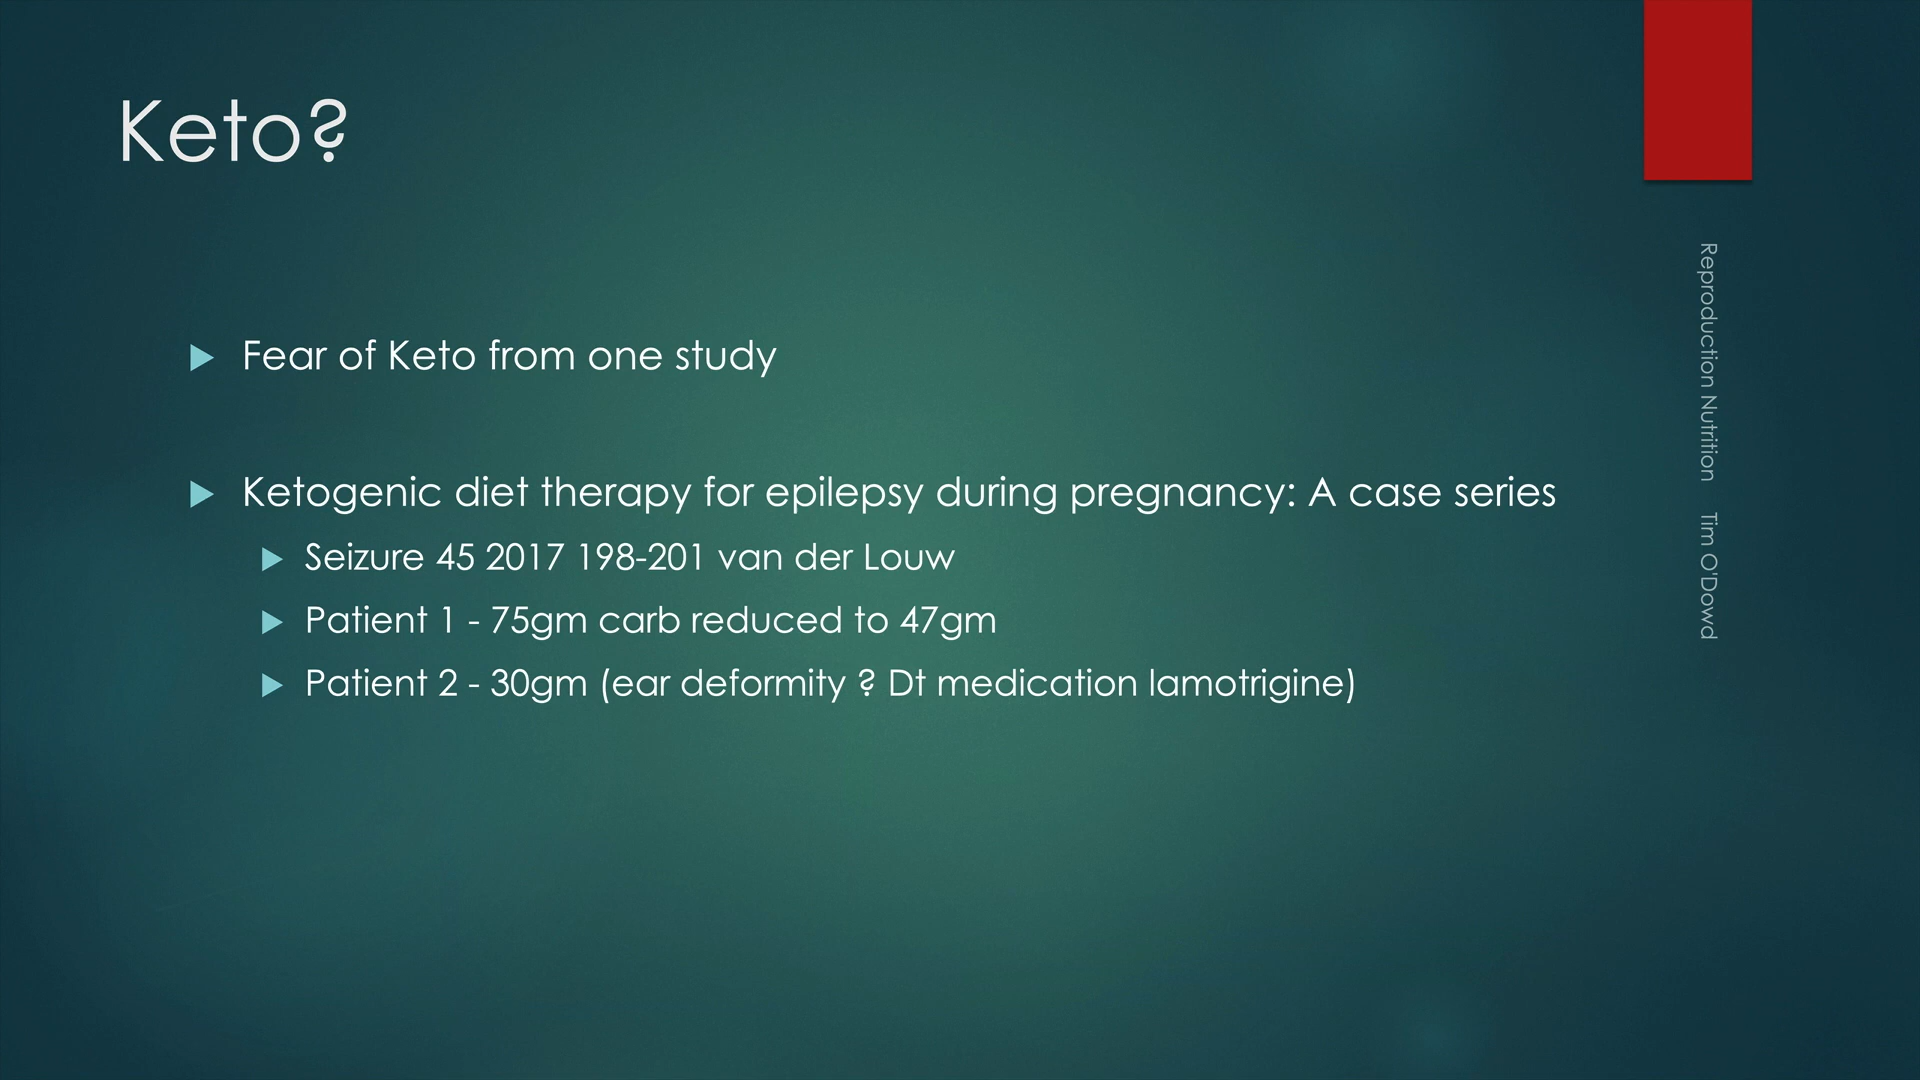 Keto?
Fear of Keto from one study
Ketogenic diet therapy for epilepsy during pregnancy: A case series
Seizure 45 2017 198-201 van der Louw
Patient 1 - 75gm carb reduced to 47gm
Patient 2 - 30gm (ear deformity ? Dt medication lamotrigine)
Reproduction Nutrition Tim O'Dowd